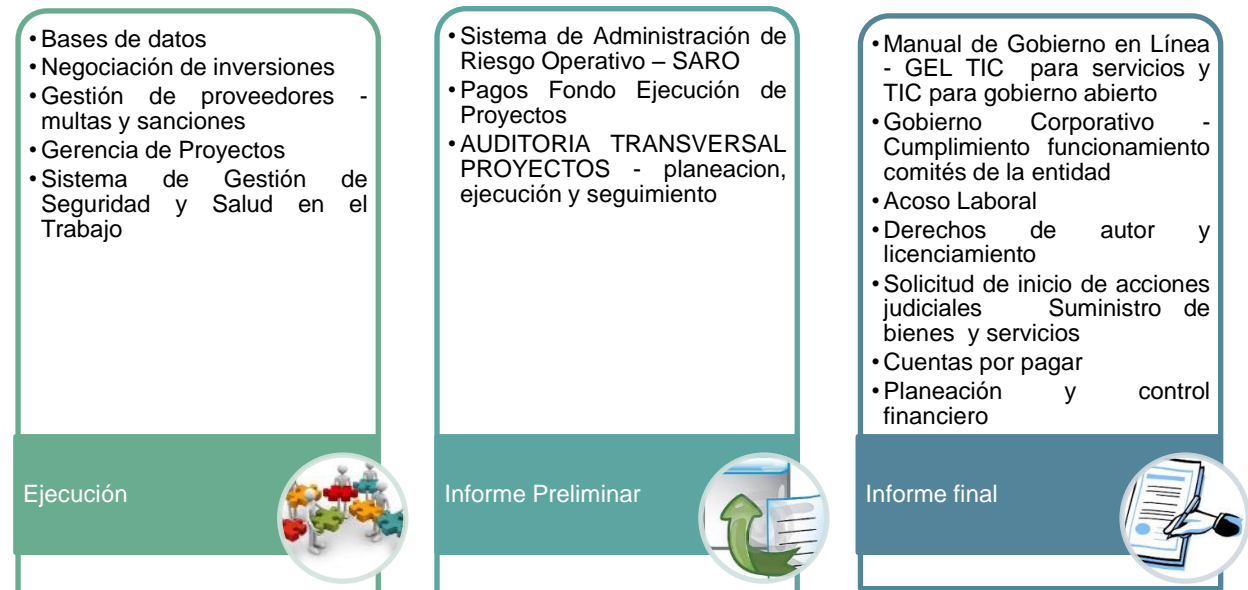 • Bases de datos
• Negociación de inversiones
• Gestión de proveedores -
multas y sanciones
• Gerencia de Proyectos
• Sistema de Gestión de
Seguridad y Salud en el
Trabajo
Ejecución
• Sistema de Administración de
Riesgo Operativo – SARO
• Pagos Fondo Ejecución de
Proyectos
• AUDITORIA TRANSVERSAL
PROYECTOS - planeacion,
ejecución y seguimiento
Informe Preliminar
• Manual de Gobierno en Línea
- GEL TIC para servicios y
TIC para gobierno abierto
• Gobierno Corporativo -
Cumplimiento funcionamiento
comités de la entidad
• Acoso Laboral
• Derechos de autor y
licenciamiento
• Solicitud de inicio de acciones
judiciales Suministro de
bienes y servicios
• Cuentas por pagar
• Planeación y control
financiero
Informe final